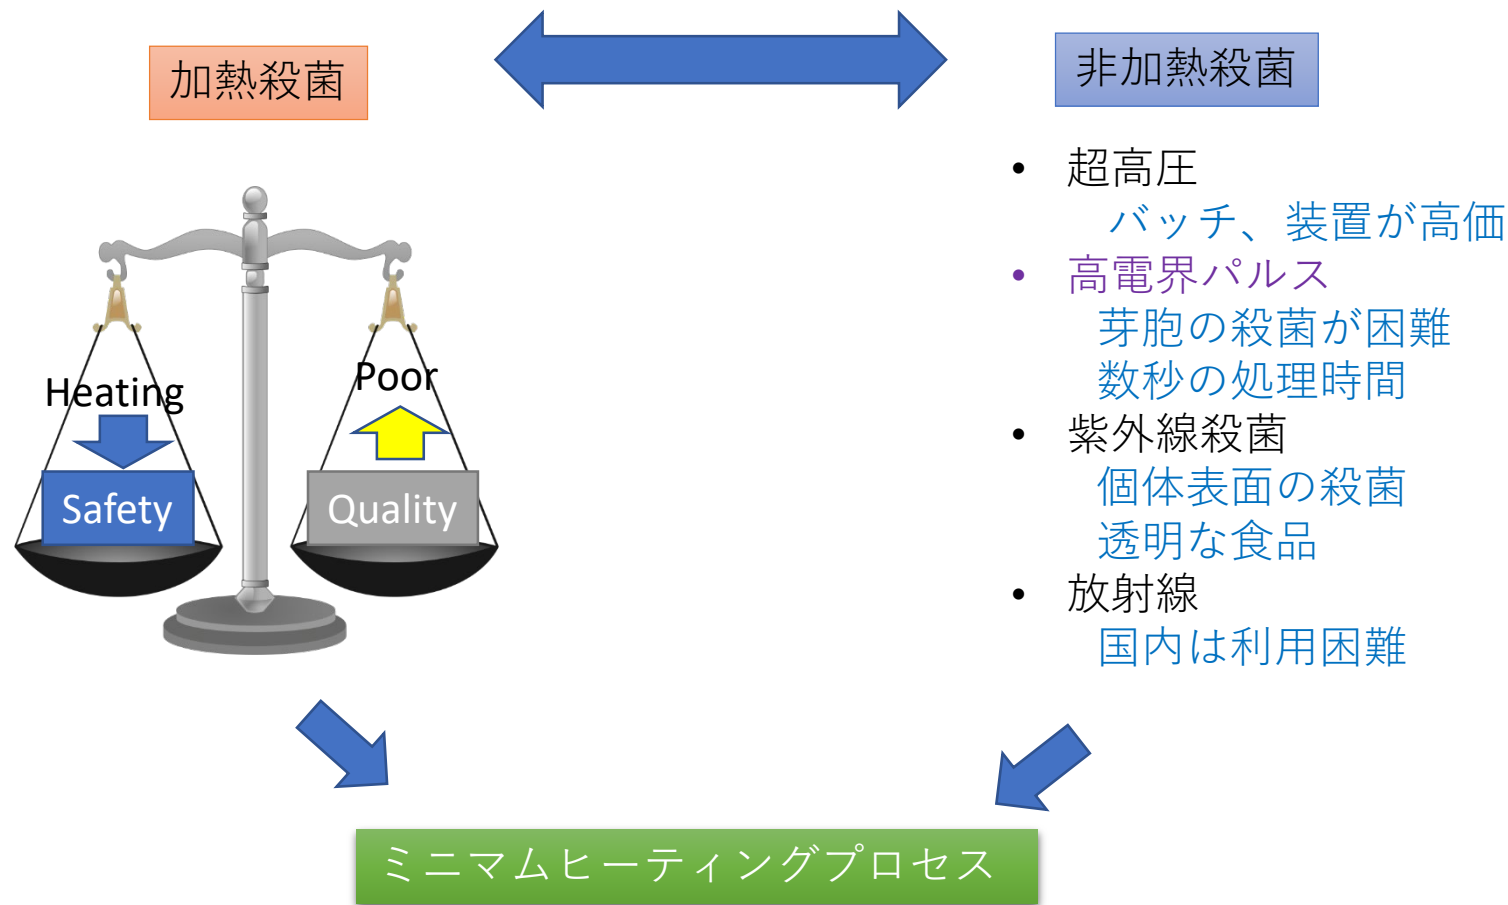 加熱殺菌
非加熱殺菌
Heating
Safety
Poor
Quality
• 超高圧
バッチ、装置が高価
• 高電界パルス
芽胞の殺菌が困難
数秒の処理時間
• 紫外線殺菌
個体表面の殺菌
透明な食品
• 放射線
国内は利用困難
ミニマムヒーティングプロセス